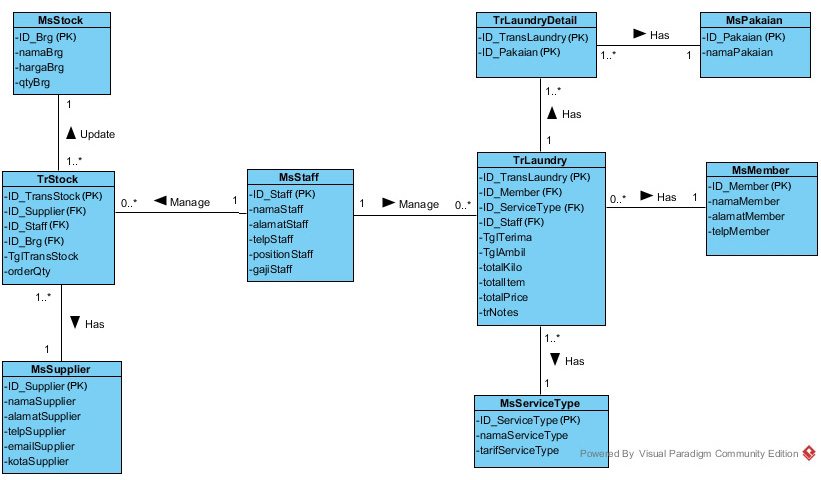 MsStock
-ID_Brg (PK)
-namaBrg
-hargaBrg
-qtyBrg
1
Update
1..*
TrStock
-ID_TransStock (PK)
-ID_Supplier (FK)
-ID_Staff (FK)
-ID_Brg (FK)
-TglTransStock
-orderQty
0..*
Manage
1
1..*
Has
1
MsSupplier
-ID_Supplier (PK)
-namaSupplier
-alamatSupplier
-telpSupplier
-emailSupplier
-kotaSupplier
MsStaff
-ID_Staff (PK)
-namaStaff
-alamatStaff
-telpStaff
-positionStaff
-gajiStaff
1
Manage
0..*
TrLaundryDetail
-ID_TransLaundry (PK)
-ID_Pakaian (PK)
Has
1..*
1
MsPakaian
-ID_Pakaian (PK)
-namaPakaian
1..*
Has
1
TrLaundry
-ID_TransLaundry (PK)
-ID_Member (FK)
-ID_ServiceType (FK)
-ID_Staff (FK)
-TglTerima
-TglAmbil
-totalKilo
-totalItem
-totalPrice
-trNotes
0..*
Has
1
MsMember
-ID_Member (PK)
-namaMember
-alamatMember
-telpMember
1..*
Has
1
MsServiceType
-ID_ServiceType (PK)
-namaServiceType
-tarifServiceType
Powered By Visual Paradigm Community Edition